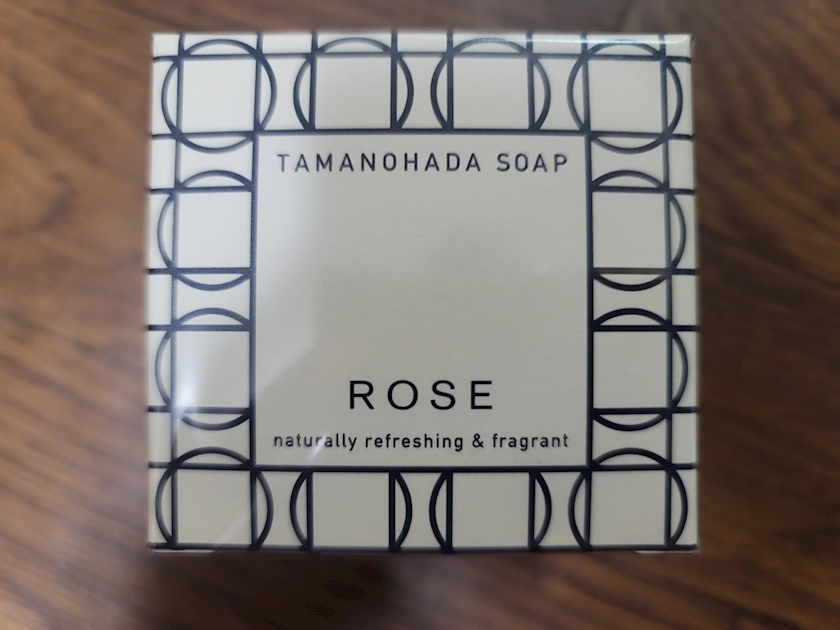 TAMANOHADA SOAP
ROSE
naturally refreshing & fragrant